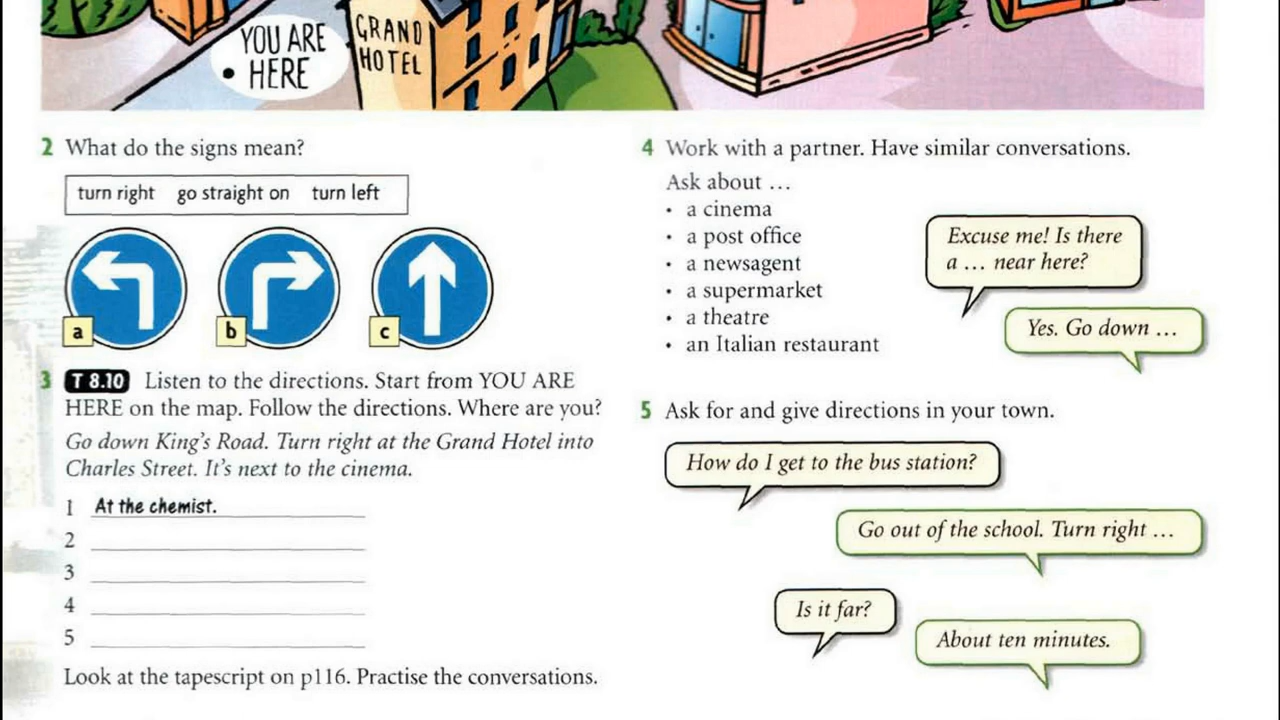 YOU ARE
HERE
GRAND
HOTEL
2 What do the signs mean?
turn right go straight on turn left
a b c
3 T 8.10 Listen to the directions. Start from YOU ARE
HERE on the map. Follow the directions. Where are you?
Go down King's Road. Turn right at the Grand Hotel into
Charles Street. It's next to the cinema.
1 At the chemist.
2
3
4
5
Look at the tapescript on p116. Practise the conversations.
4 Work with a partner. Have similar conversations.
Ask about …
• a cinema
• a post office
• a newsagent
• a supermarket
• a theatre
• an Italian restaurant
Excuse me! Is there
a … near here?
Yes. Go down …
5 Ask for and give directions in your town.
How do I get to the bus station?
Go out of the school. Turn right …
Is it far?
About ten minutes.